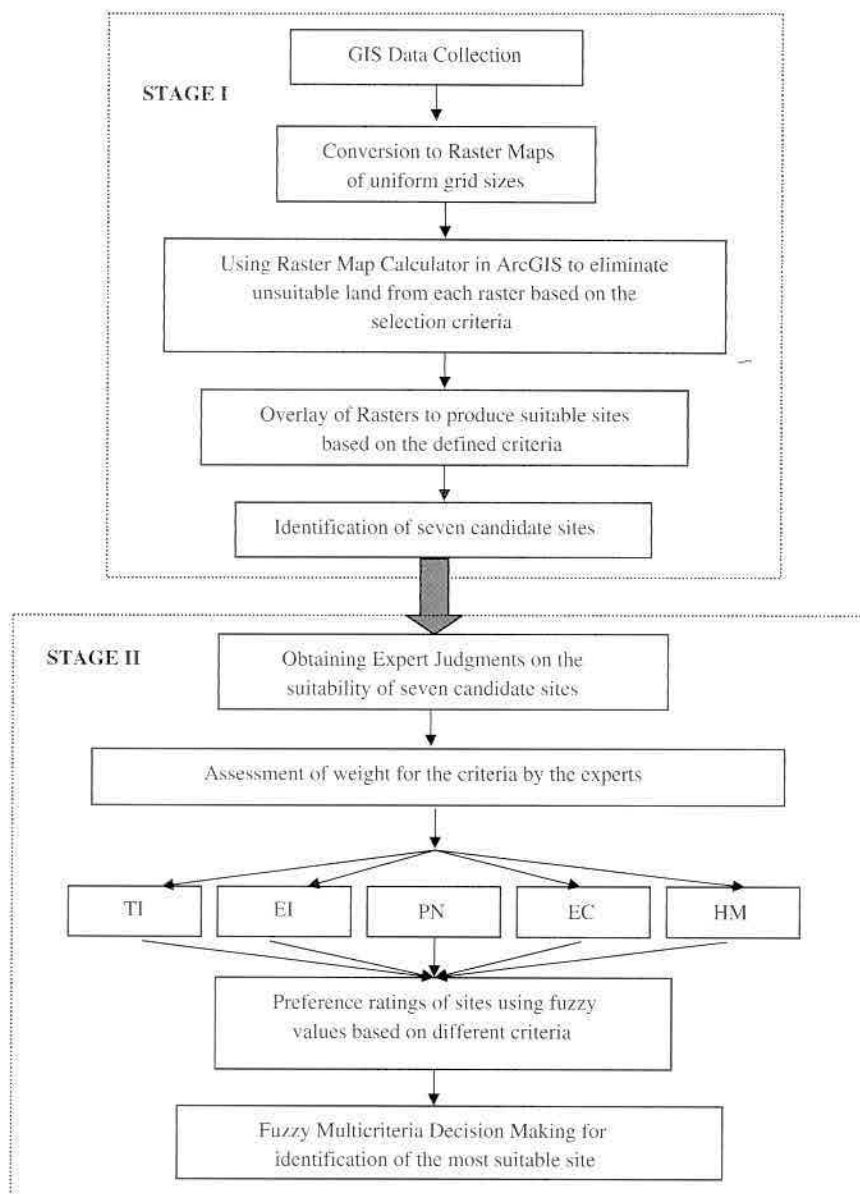 GIS Data Collection
STAGE I
Conversion to Raster Maps
of uniform grid sizes
Using Raster Map Calculator in ArcGIS to eliminate
unsuitable land from each raster based on the
selection criteria
Overlay of Rasters to produce suitable sites
based on the defined criteria
Identification of seven candidate sites
STAGE II
Obtaining Expert Judgments on the
suitability of seven candidate sites
Assessment of weight for the criteria by the experts
TI
EI
PN
EC
HM
Preference ratings of sites using fuzzy
values based on different criteria
Fuzzy Multicriteria Decision Making for
identification of the most suitable site